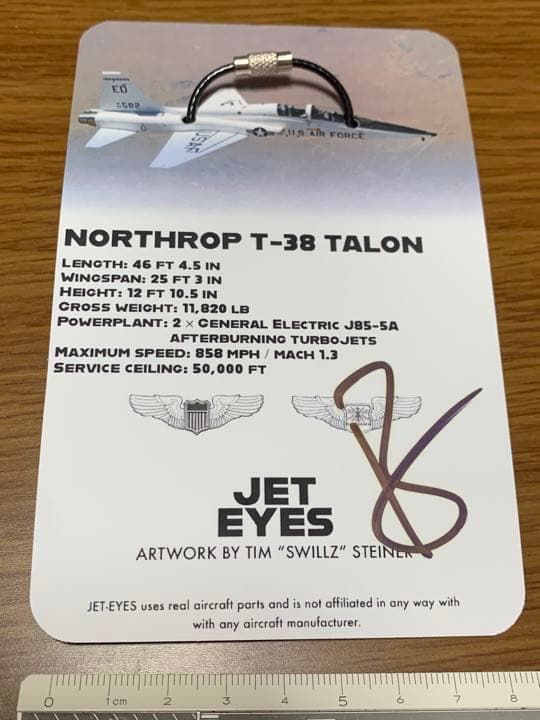 ED
U.S. AIR FORCE
USAF
NORTHROP T-38 TALON
LENGTH: 46 FT 4.5 IN
WINGSPAN: 25 FT 3 IN
HEIGHT: 12 FT 10.5 IN
GROSS WEIGHT: 11,820 LB
POWERPLANT: 2 × GENERAL ELECTRIC J85-5A
AFTERBURNING TURBOJETS
MAXIMUM SPEED: 858 MPH / MACH 1.3
SERVICE CEILING: 50,000 FT
JET
EYES
ARTWORK BY TIM "SWILLZ" STEINER
JET-EYES uses real aircraft parts and is not affiliated in any way with
with any aircraft manufacturer.
0 1cm 2 3 4 5 6 7 8